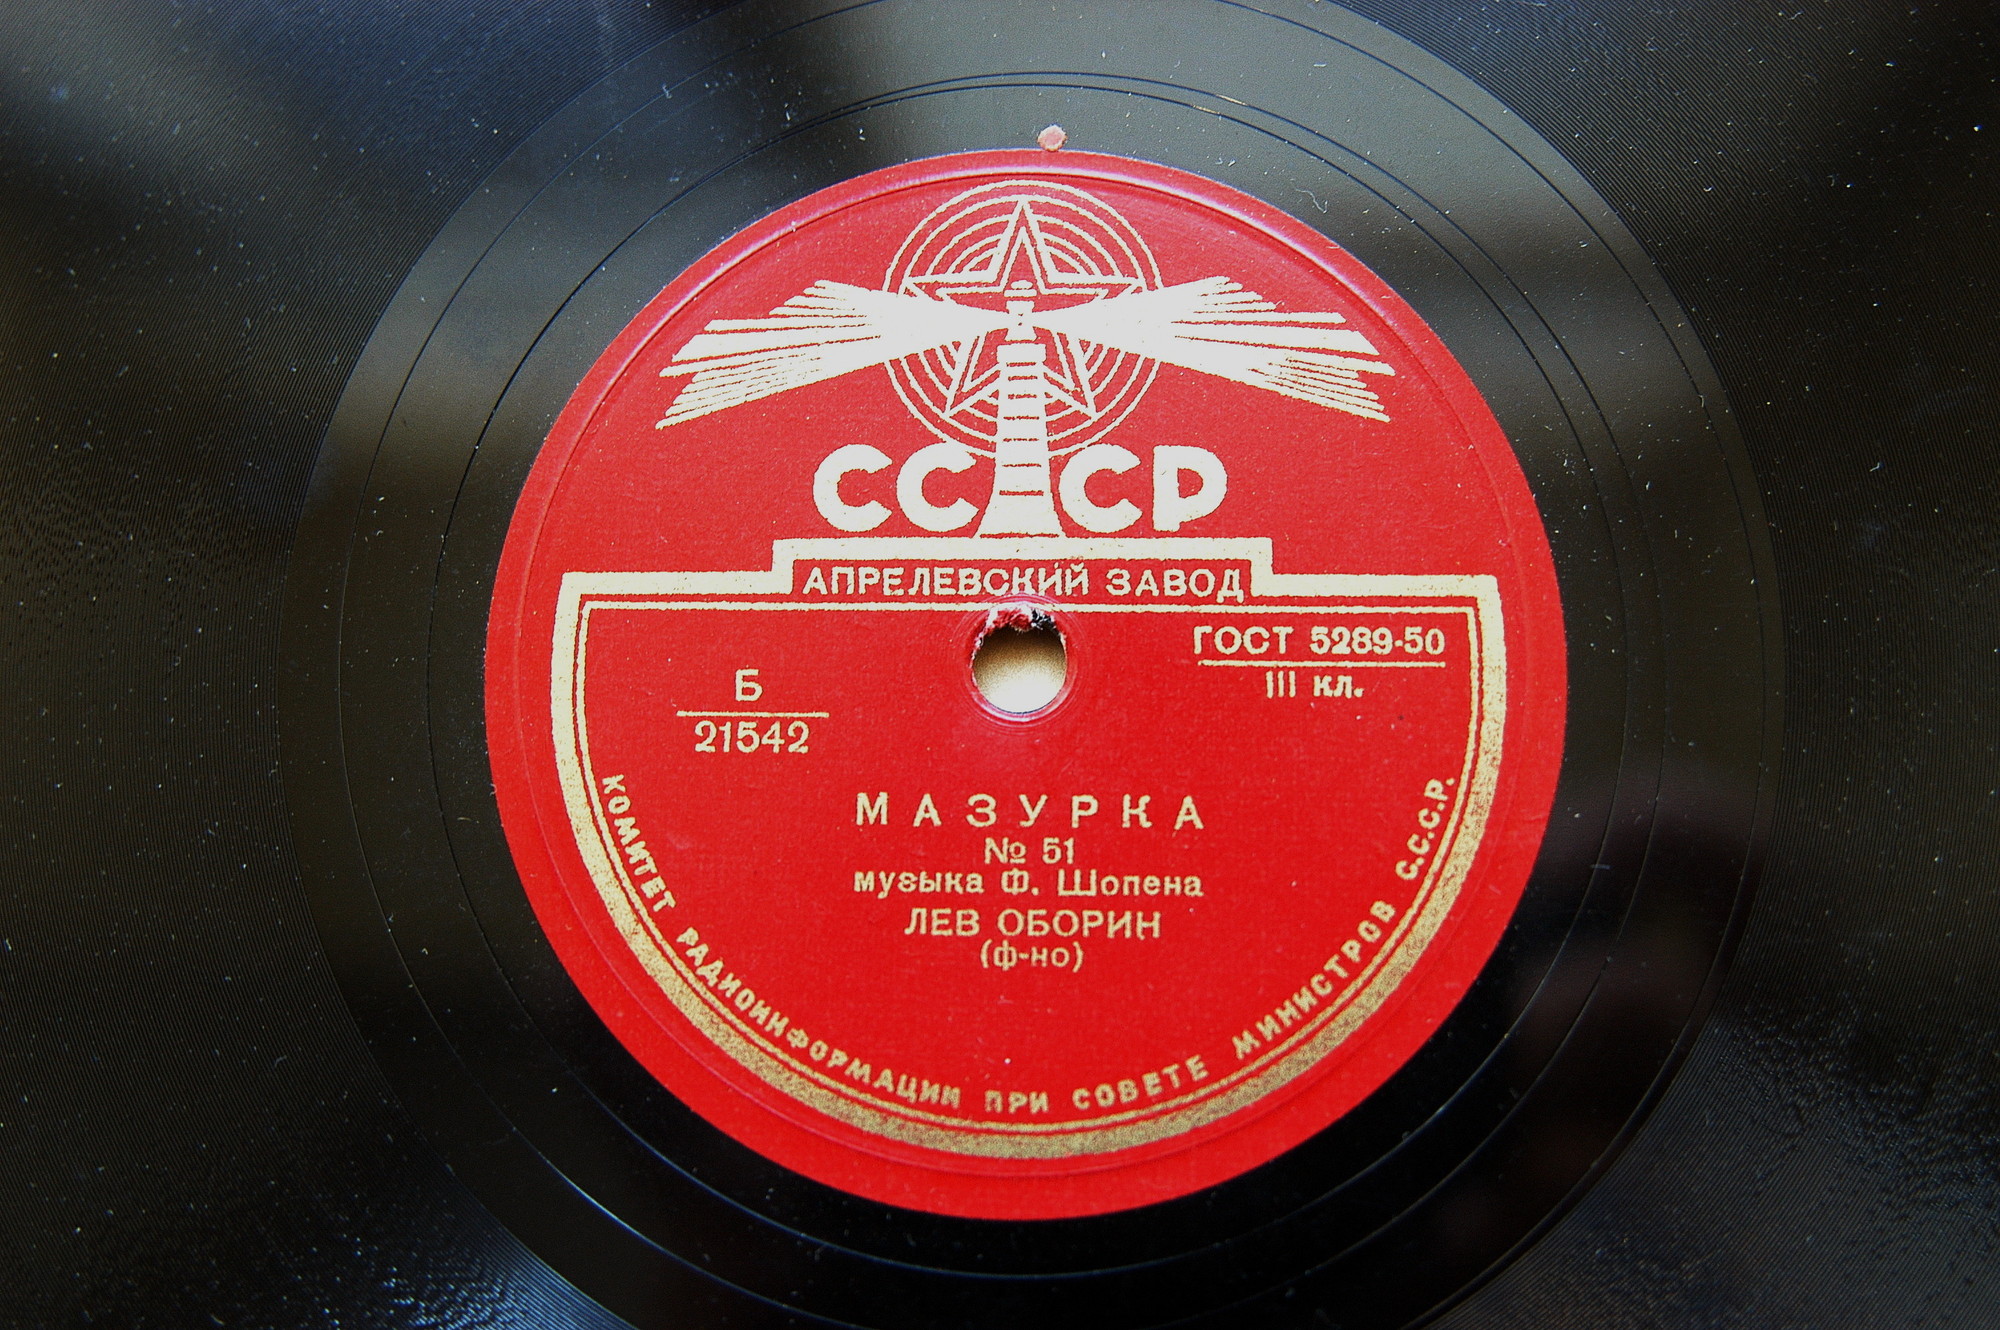 СССР
АПРЕЛЕВСКИЙ ЗАВОД
ГОСТ 5289-50
III кл.
Б
21542
МАЗУРКА
№ 51
музыка Ф. Шопена
ЛЕВ ОБОРИН
(ф-но)
КОМИТЕТ РАДИОИНФОРМАЦИИ ПРИ СОВЕТЕ МИНИСТРОВ С.С.С.Р.